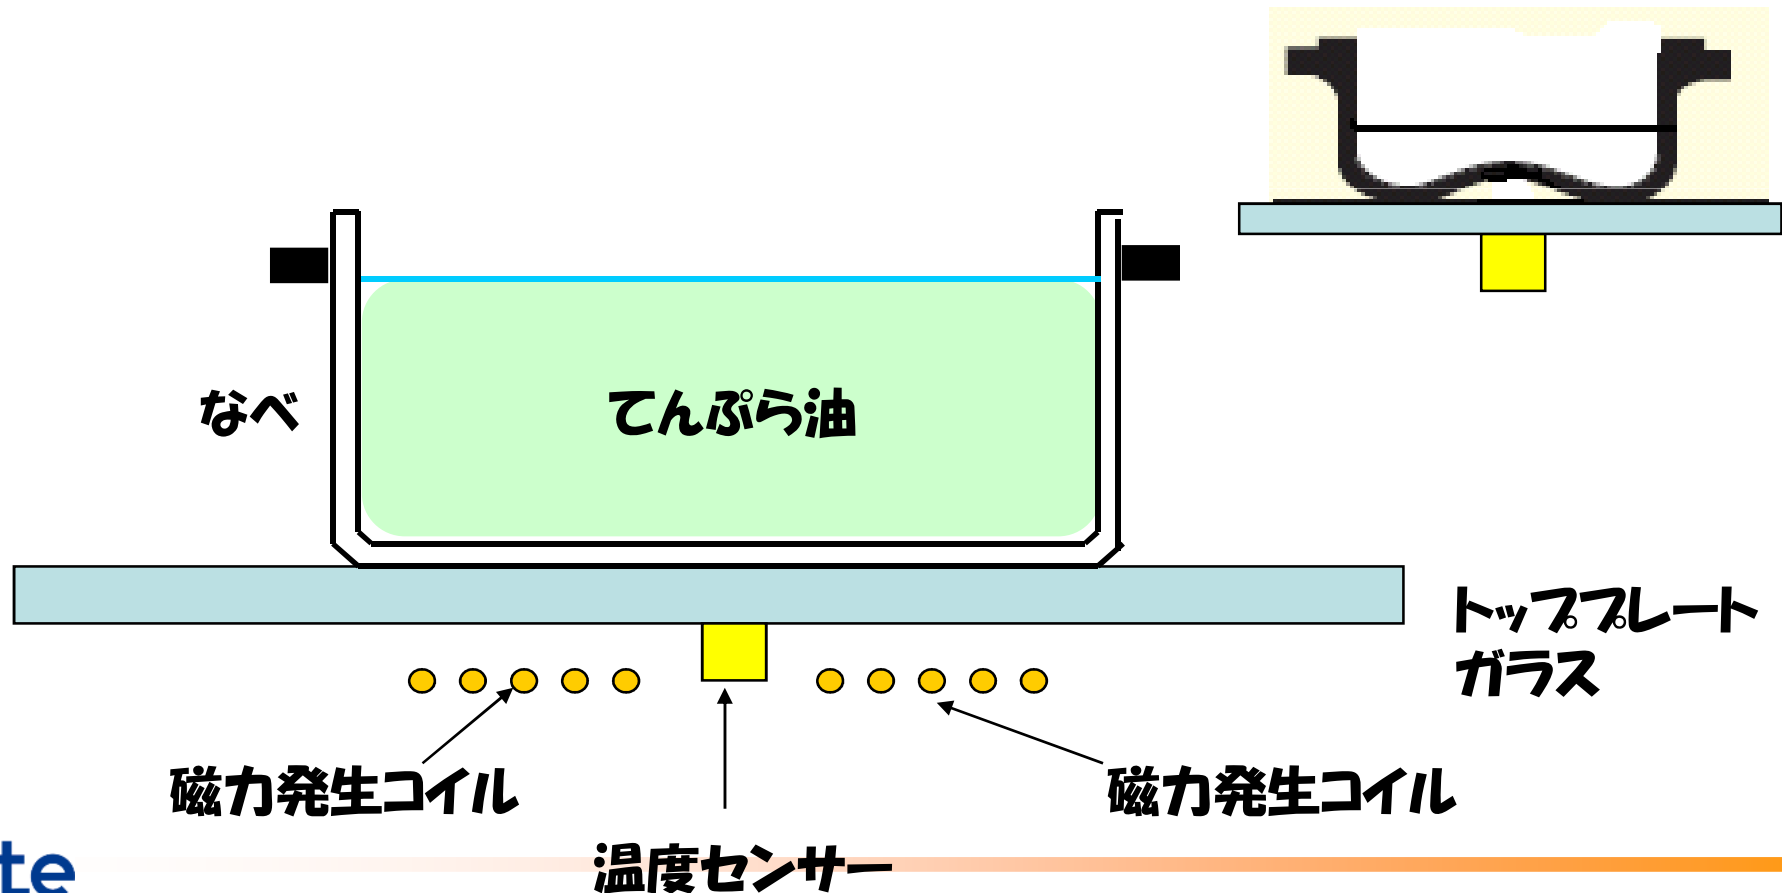 なべ
てんぷら油
トッププレート
ガラス
磁力発生コイル
磁力発生コイル
温度センサー
te